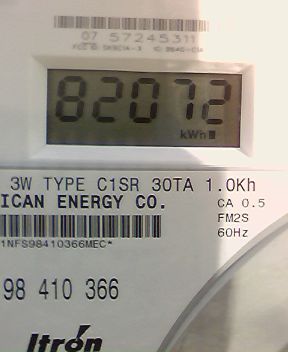 07 57245311
82072
kWh
3W TYPE C1SR 30TA 1.0Kh
ICAN ENERGY CO.
CA 0.5
FM2S
60Hz
1NFS98410366MEC*
98 410 366
Itron